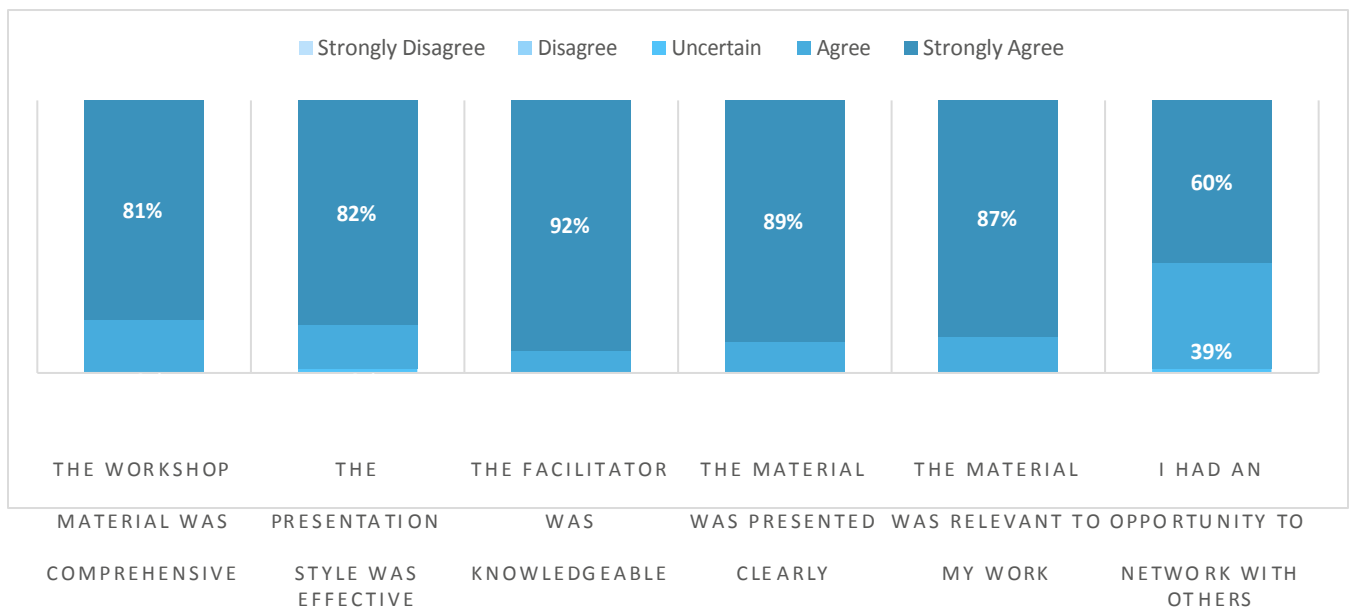 Strongly Disagree Disagree Uncertain Agree Strongly Agree
81% 82% 92% 89% 87% 60%
39%
THE WORKSHOP
MATERIAL WAS
COMPREHENSIVE
THE
PRESENTATION
STYLE WAS
EFFECTIVE
THE FACILITATOR
WAS
KNOWLEDGEABLE
THE MATERIAL
WAS PRESENTED
CLEARLY
THE MATERIAL
WAS RELEVANT TO
MY WORK
I HAD AN
OPPORTUNITY TO
NETWORK WITH
OTHERS